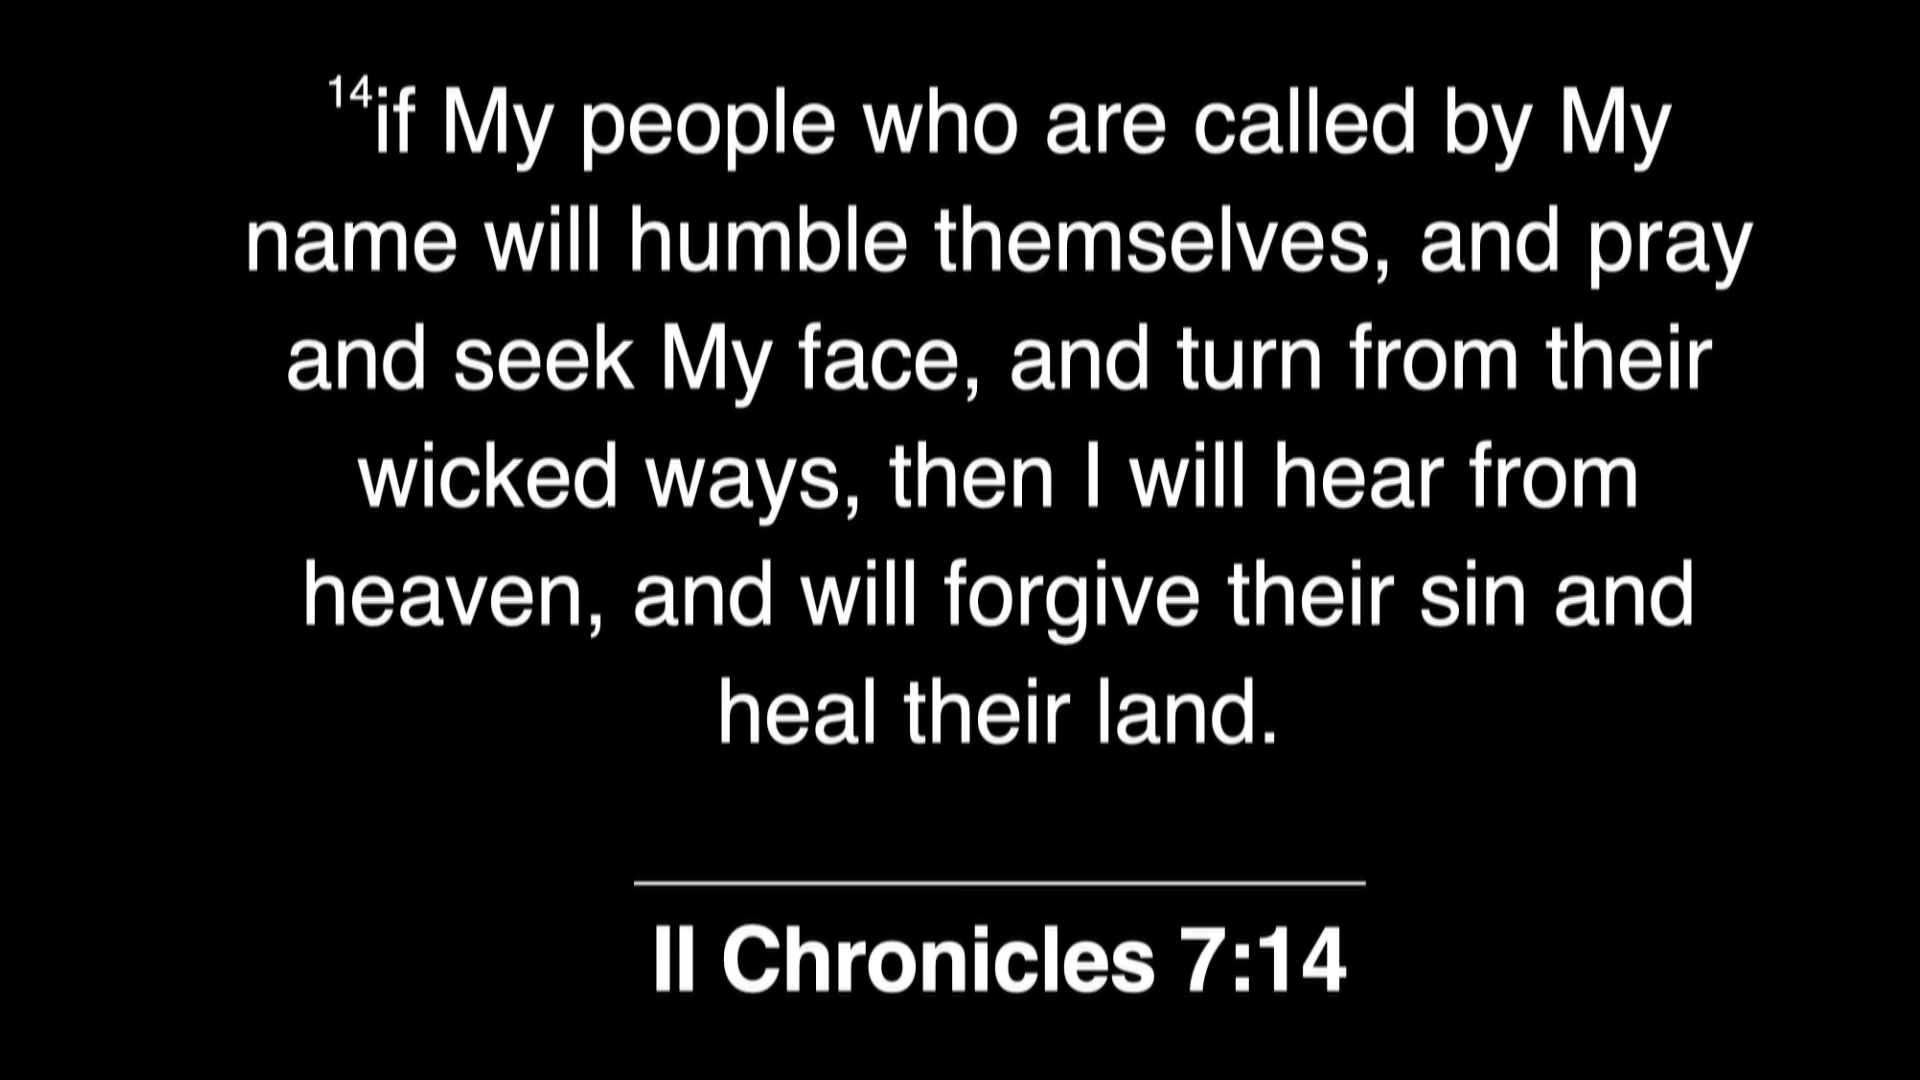 14if My people who are called by My
name will humble themselves, and pray
and seek My face, and turn from their
wicked ways, then I will hear from
heaven, and will forgive their sin and
heal their land.
II Chronicles 7:14